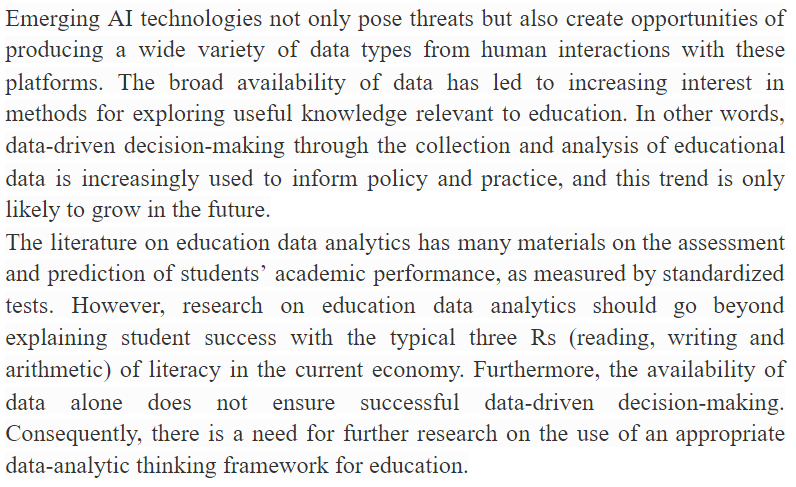 Emerging AI technologies not only pose threats but also create opportunities of
producing a wide variety of data types from human interactions with these
platforms. The broad availability of data has led to increasing interest in
methods for exploring useful knowledge relevant to education. In other words,
data-driven decision-making through the collection and analysis of educational
data is increasingly used to inform policy and practice, and this trend is only
likely to grow in the future.
The literature on education data analytics has many materials on the assessment
and prediction of students’ academic performance, as measured by standardized
tests. However, research on education data analytics should go beyond
explaining student success with the typical three Rs (reading, writing and
arithmetic) of literacy in the current economy. Furthermore, the availability of
data alone does not ensure successful data-driven decision-making.
Consequently, there is a need for further research on the use of an appropriate
data-analytic thinking framework for education.